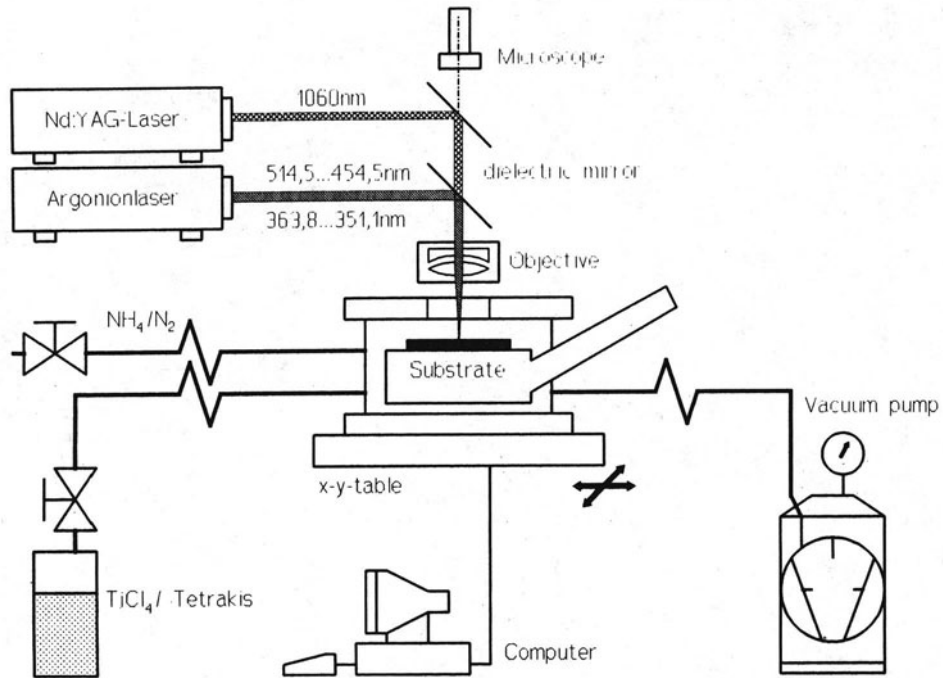 Microscope
1060nm
Nd:YAG-Laser
514,5...454,5nm
dielectric mirror
Argonionlaser
363,8...351,1nm
Objective
NH₄/N₂
Substrate
Vacuum pump
x-y-table
TiCl₄/ Tetrakis
Computer